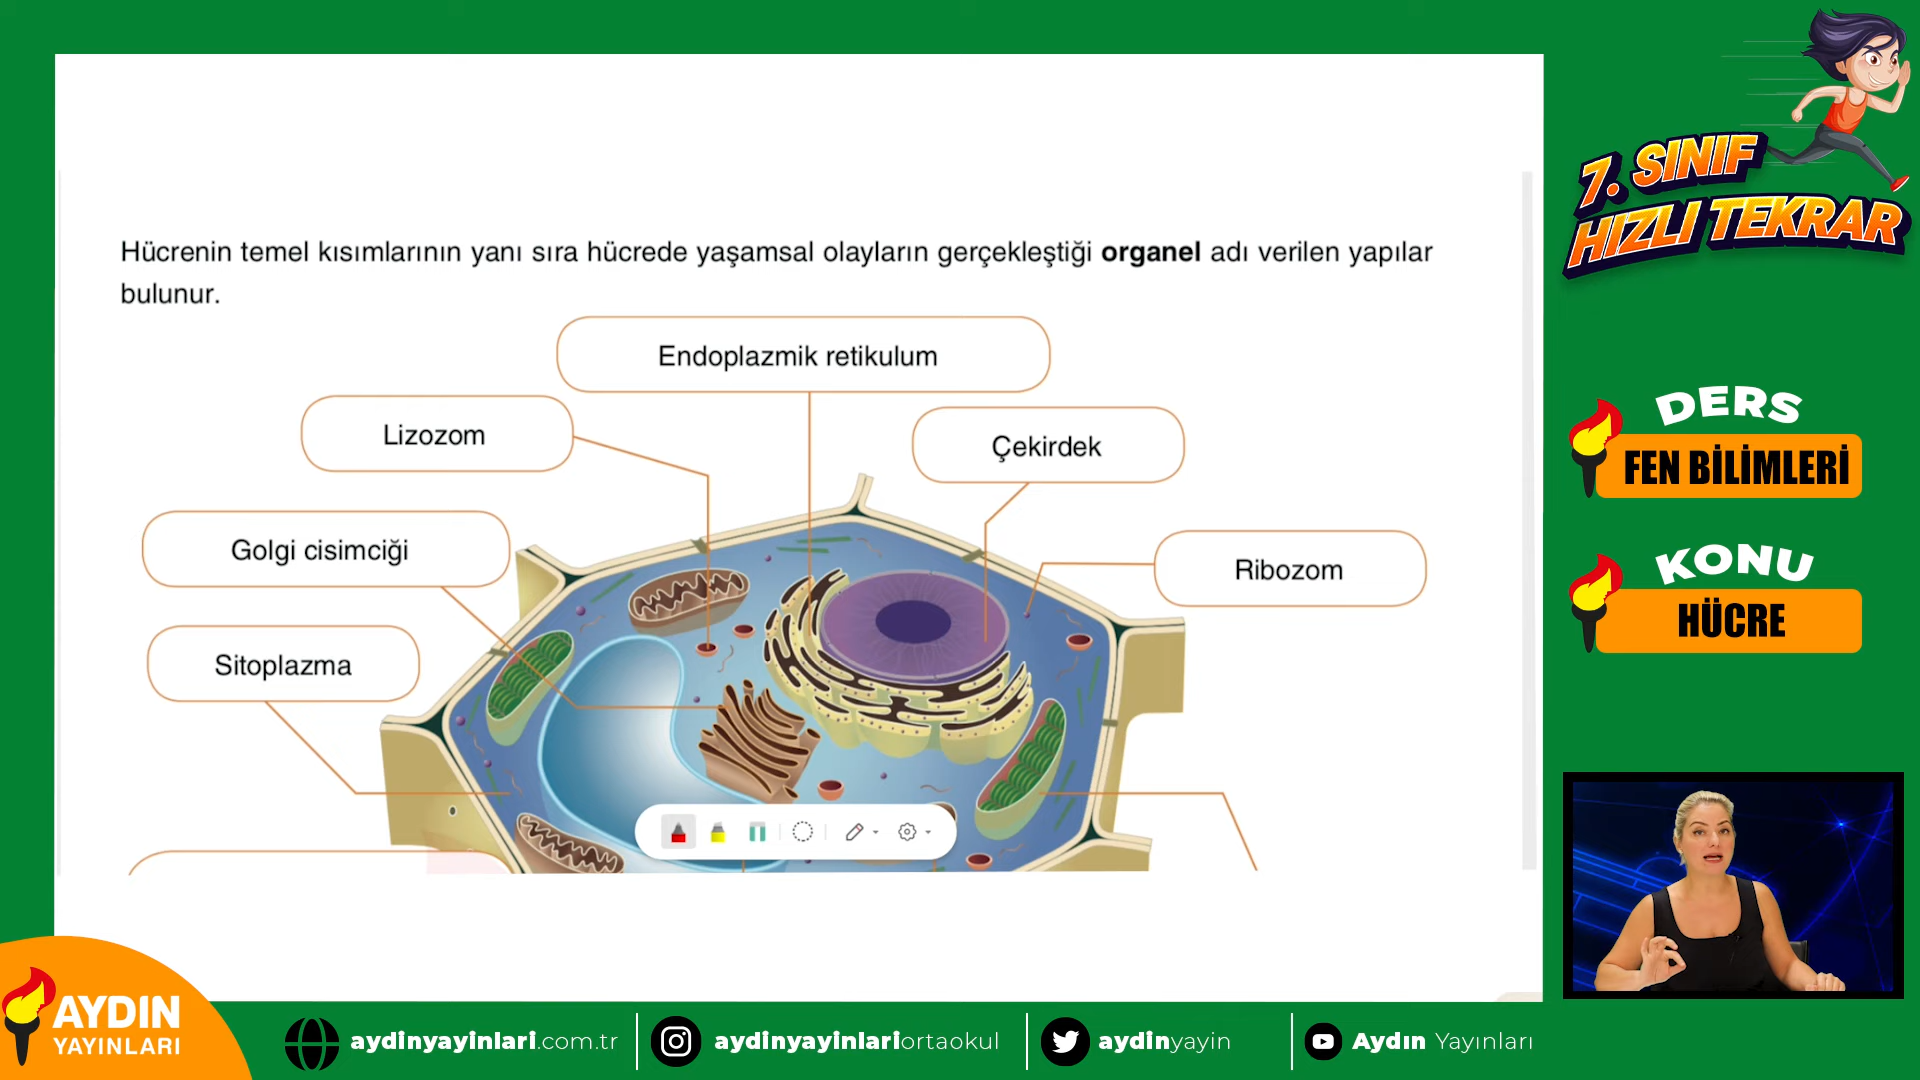 7. SINIF
HIZLI TEKRAR
Hücrenin temel kısımlarının yanı sıra hücrede yaşamsal olayların gerçekleştiği organel adı verilen yapılar
bulunur.
Endoplazmik retikulum
Lizozom
Çekirdek
Golgi cisimciği
Ribozom
Sitoplazma
DERS
FEN BİLİMLERİ
KONU
HÜCRE
AYDIN
YAYINLARI
aydinyayinlari.com.tr
aydinyayinlariortaokul
aydinyayin
Aydın Yayınları